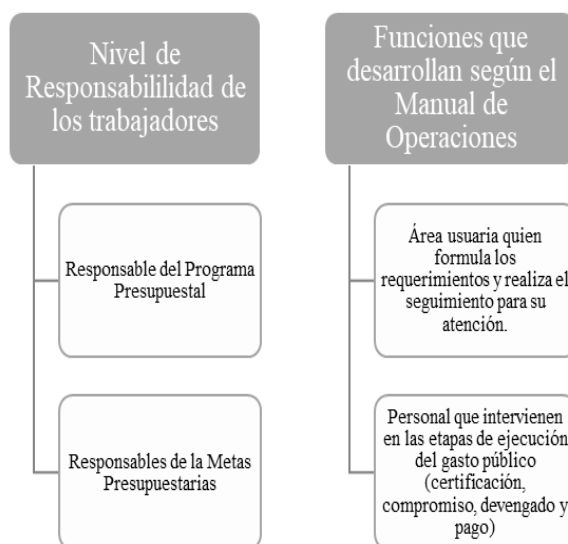 Nivel de
Responsabililidad de
los trabajadores
Responsable del Programa
Presupuestal
Responsables de la Metas
Presupuestarias
Funciones que
desarrollan según el
Manual de
Operaciones
Área usuaria quien
formula los
requerimientos y realiza el
seguimiento para su
atención.
Personal que intervienen
en las etapas de ejecución
del gasto público
(certificación,
compromiso, devengado y
pago)